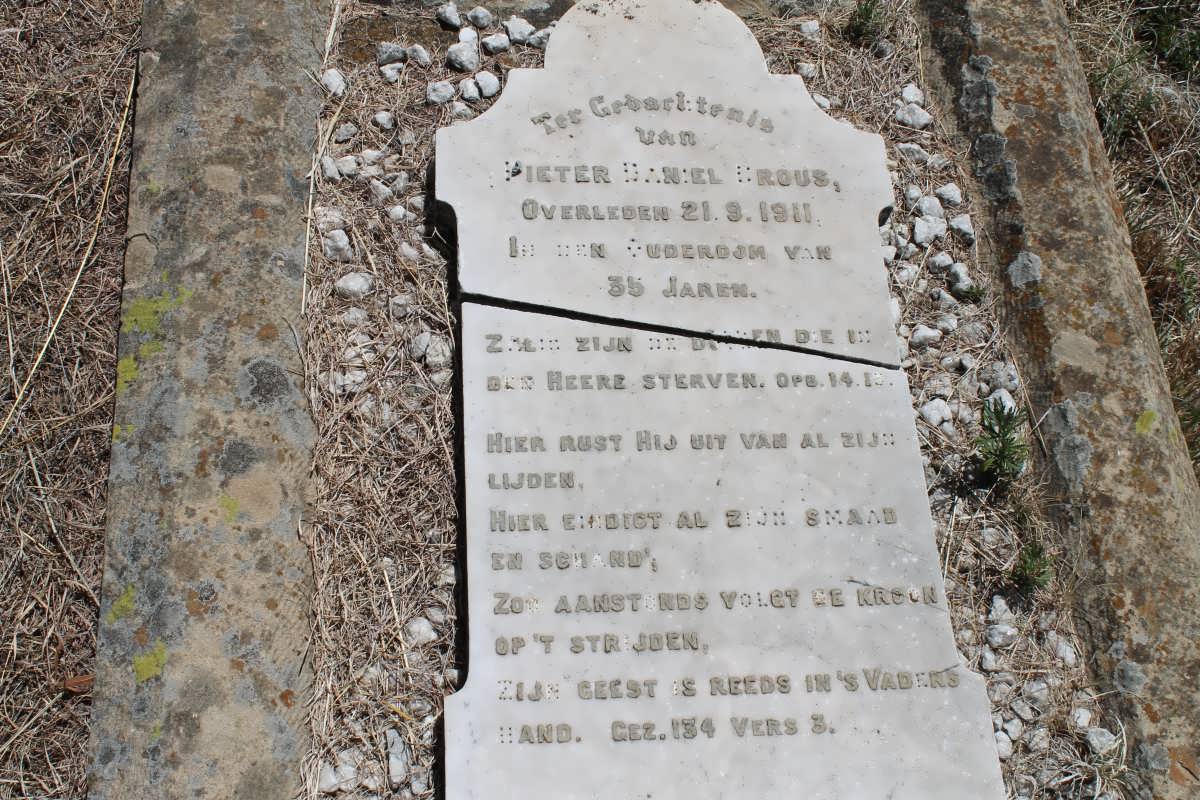 Ter Gedachtenis
van
PIETER DANIEL CROUS,
OVERLEDEN 21.9.1911.
IN DEN OUDERDOM VAN
35 JAREN.
ZALIG ZIJN DE DOODEN DIE IN
DEN HEERE STERVEN. OPB. 14.13.
HIER RUST HIJ UIT VAN AL ZIJN
LIJDEN,
HIER EINDIGT AL ZIJN SMAAD
EN SCHAND';
ZOO AANSTONDS VOLGT DE KROON
OP 'T STRIJDEN,
ZIJN GEEST IS REEDS IN 'S VADERS
HAND. GEZ. 134 VERS 3.